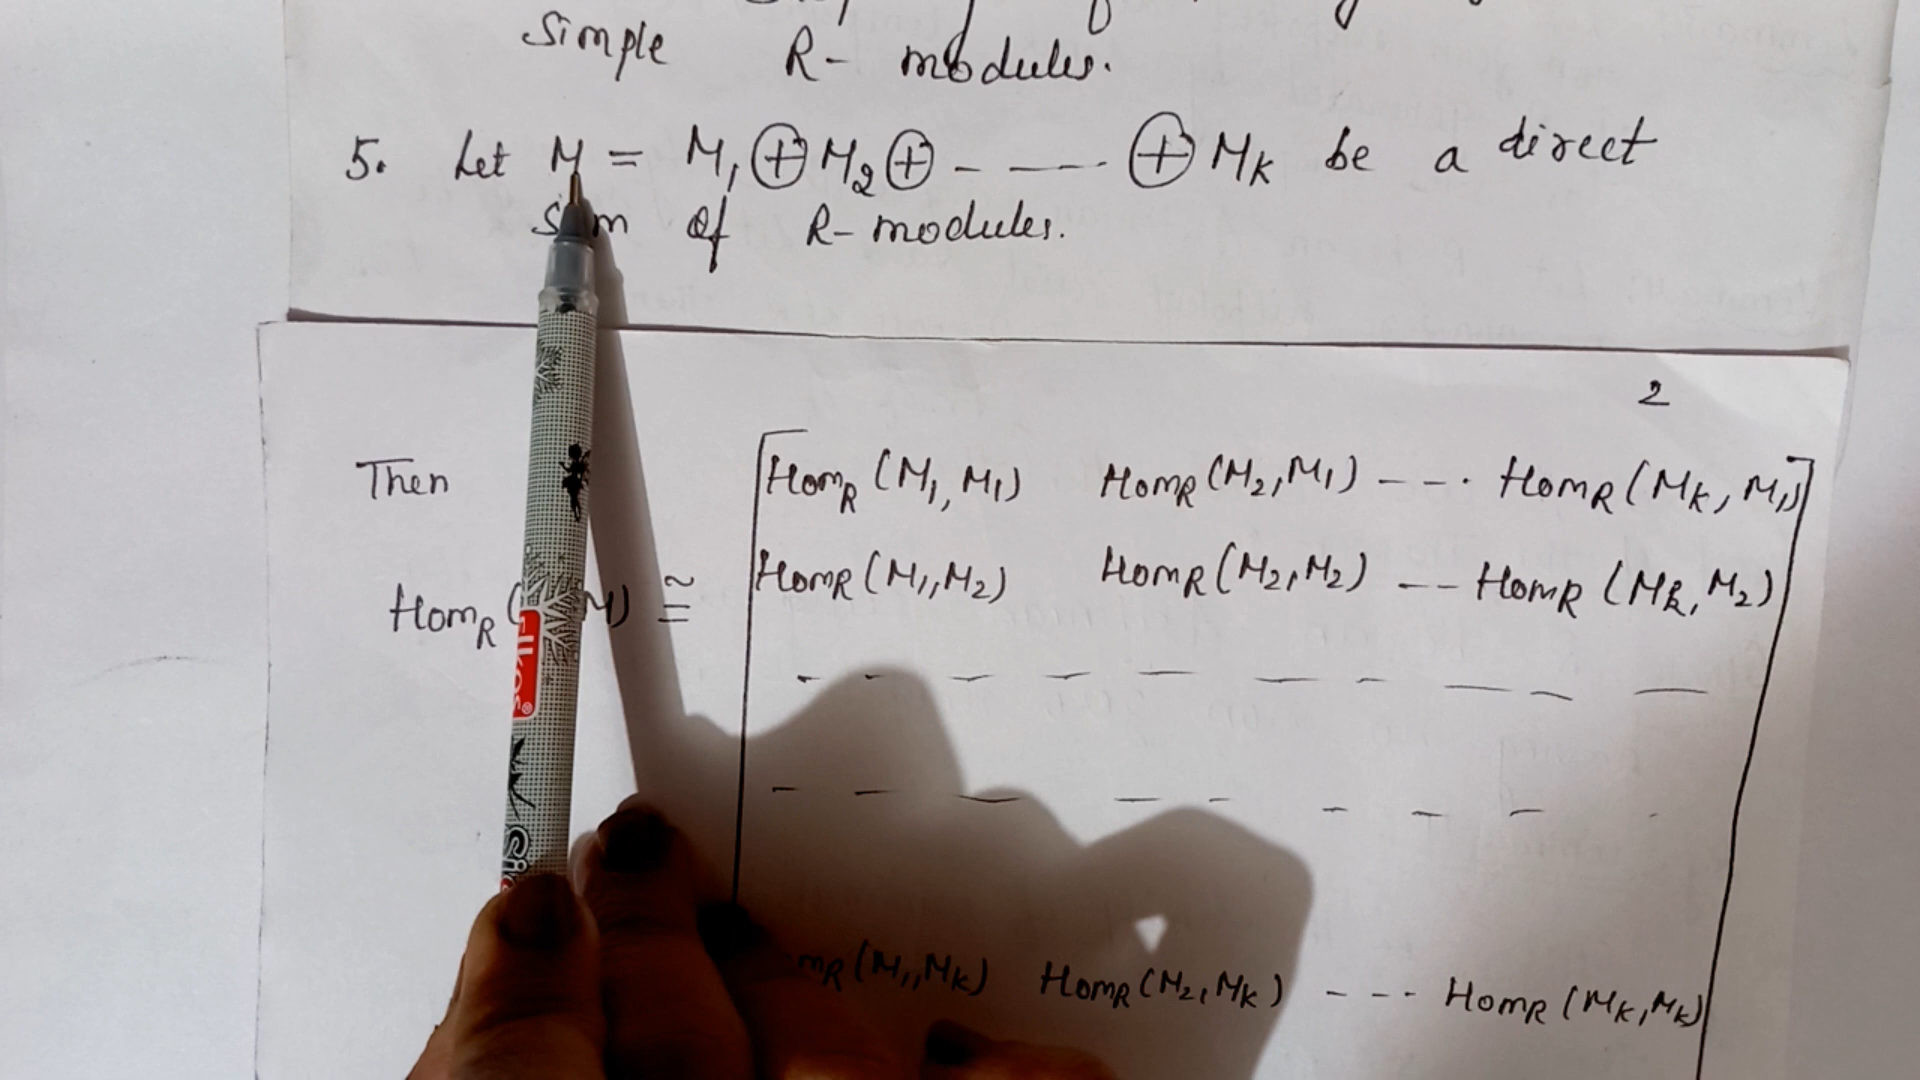 simple R- modules.
5. Let M = M₁ ⊕ M₂ ⊕ - — — ⊕ Mₖ be a direct
sum of R- modules.
2
Then
[HomR (M₁, M₁) HomR (M₂, M₁) - - - · HomR (Mₖ, M₁)]
HomR (M₁, M₂) HomR (M₂, M₂) - - - HomR (Mₖ, M₂)
HomR ( M) ≅
HomR (M₂, Mₖ) - - - - HomR (Mₖ, Mₖ)
elkos®